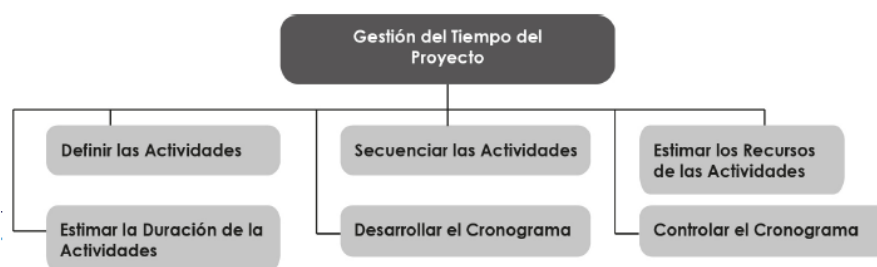 Gestión del Tiempo del
Proyecto
Definir las Actividades
Secuenciar las Actividades
Estimar los Recursos
de las Actividades
Estimar la Duración de la
Actividades
Desarrollar el Cronograma
Controlar el Cronograma